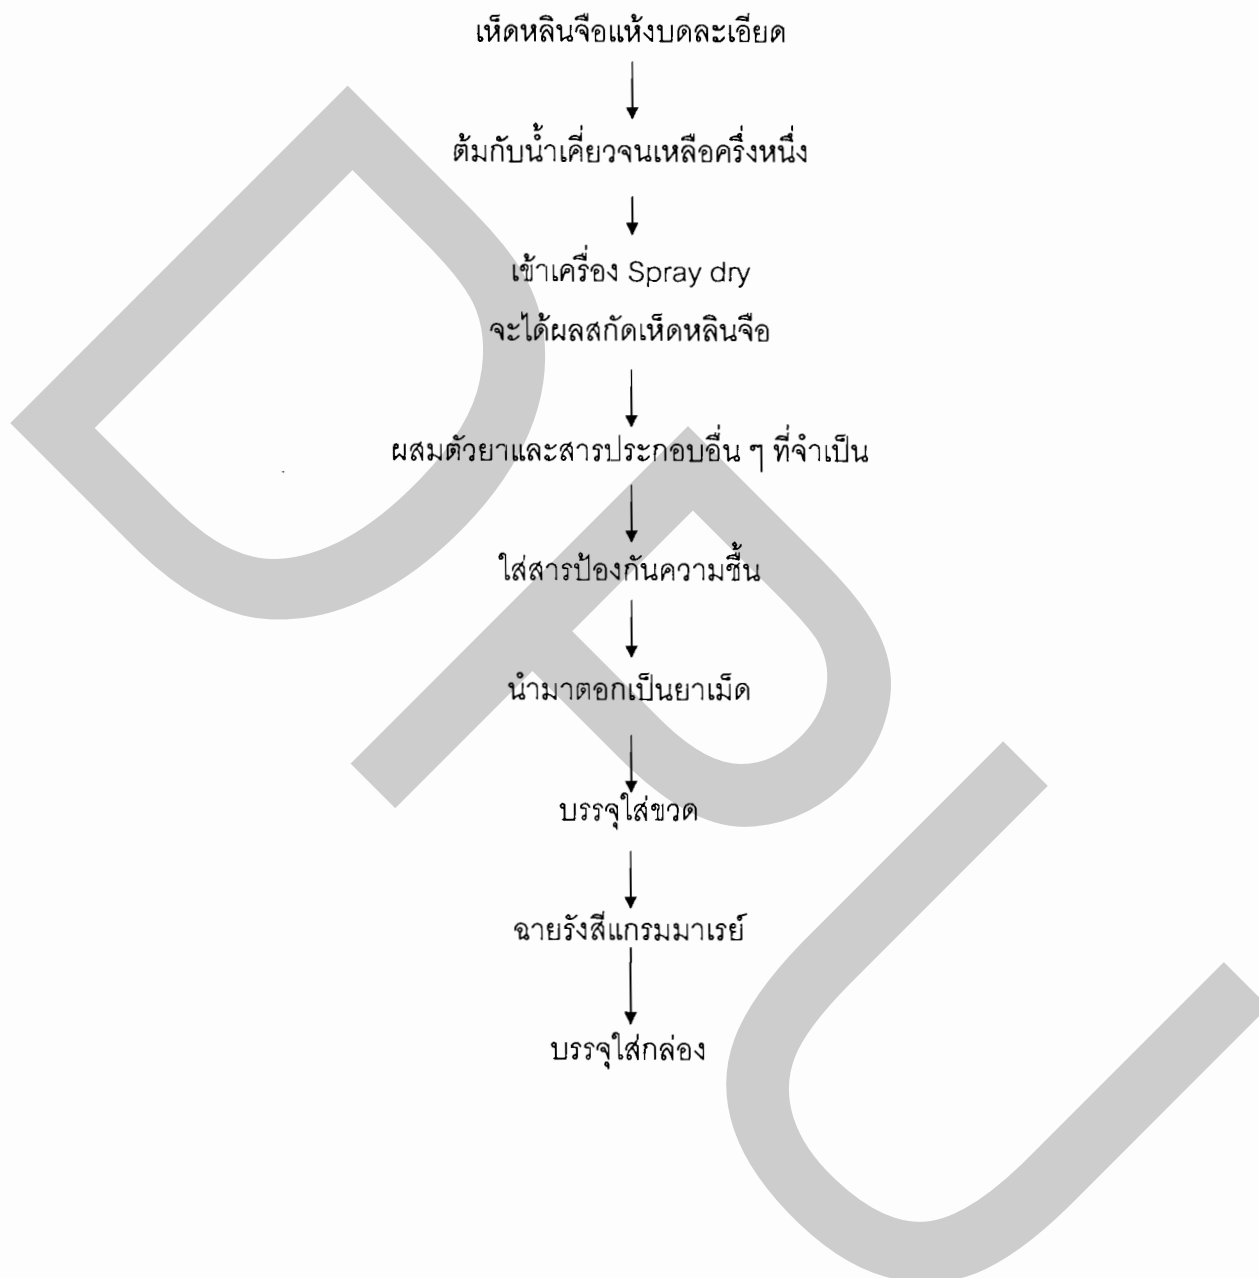 เห็ดหลินจือแห้งบดละเอียด
ต้มกับน้ำเคี่ยวจนเหลือครึ่งหนึ่ง
เข้าเครื่อง Spray dry
จะได้ผลสกัดเห็ดหลินจือ
ผสมตัวยาและสารประกอบอื่น ๆ ที่จำเป็น
ใส่สารป้องกันความชื้น
นำมาตอกเป็นยาเม็ด
บรรจุใส่ขวด
ฉายรังสีแกรมมาเรย์
บรรจุใส่กล่อง
DPU